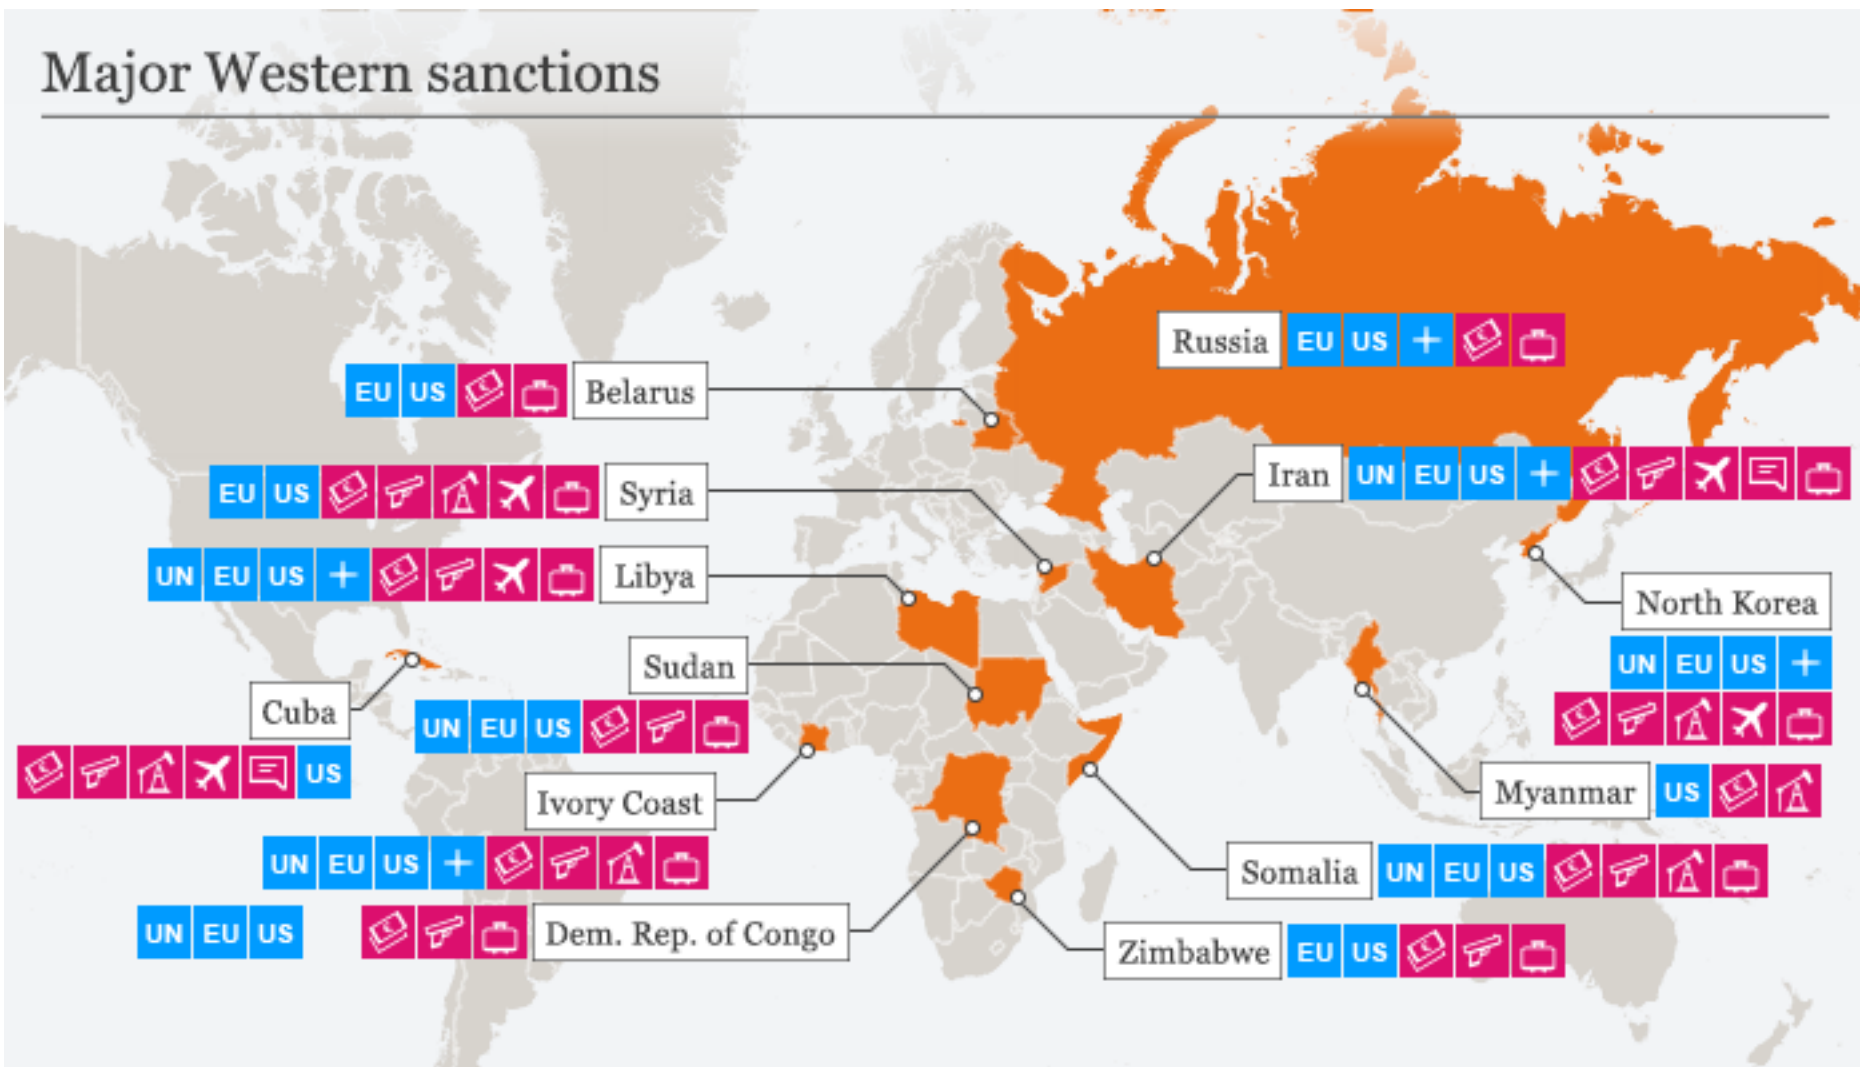 Major Western sanctions
Russia EU US +
EU US Belarus
Iran UN EU US +
EU US Syria
UN EU US + Libya
North Korea
UN EU US +
Sudan
UN EU US
Cuba
US
Myanmar US
Ivory Coast
UN EU US +
Somalia UN EU US
UN EU US Dem. Rep. of Congo
Zimbabwe EU US